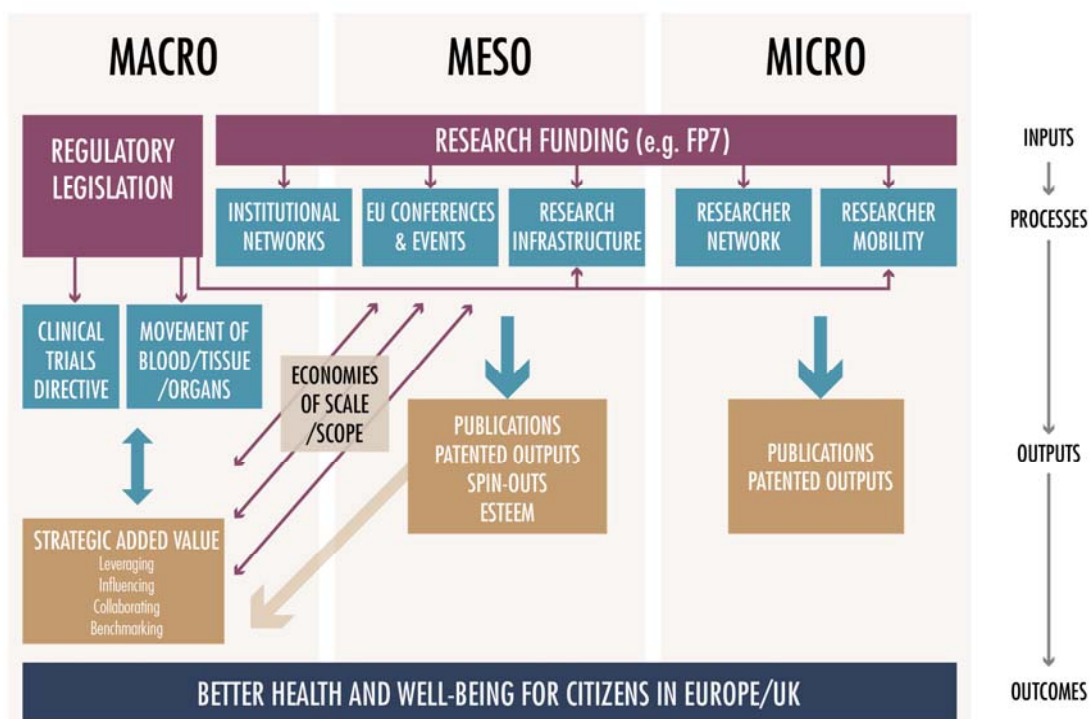 MACRO
MESO
MICRO
REGULATORY
LEGISLATION
RESEARCH FUNDING (e.g. FP7)
INPUTS
INSTITUTIONAL
NETWORKS
EU CONFERENCES
& EVENTS
RESEARCH
INFRASTRUCTURE
RESEARCHER
NETWORK
RESEARCHER
MOBILITY
PROCESSES
CLINICAL
TRIALS
DIRECTIVE
MOVEMENT OF
BLOOD/TISSUE
/ORGANS
ECONOMIES
OF SCALE
/SCOPE
PUBLICATIONS
PATENTED OUTPUTS
SPIN-OUTS
ESTEEM
PUBLICATIONS
PATENTED OUTPUTS
OUTPUTS
STRATEGIC ADDED VALUE
Leveraging
Influencing
Collaborating
Benchmarking
BETTER HEALTH AND WELL-BEING FOR CITIZENS IN EUROPE/UK
OUTCOMES